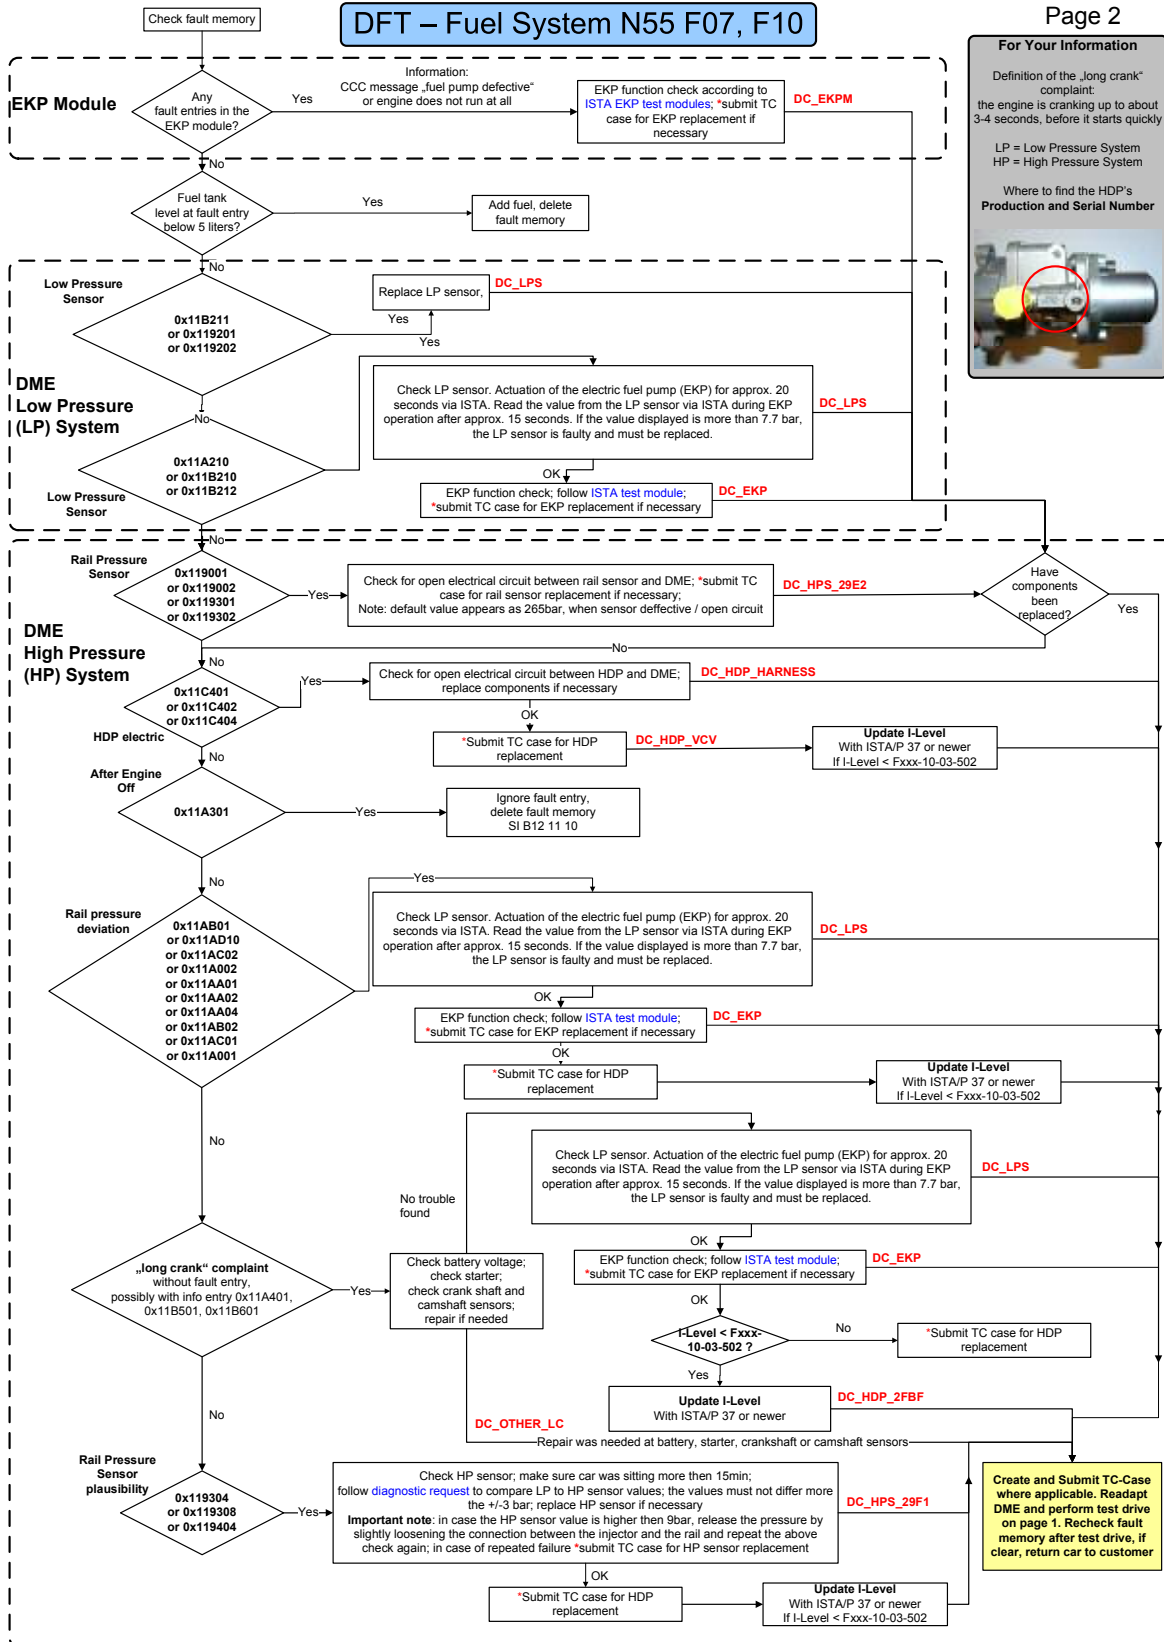 DFT – Fuel System N55 F07, F10
Page 2
Check fault memory
For Your Information
Definition of the „long crank“
complaint:
the engine is cranking up to about
3-4 seconds, before it starts quickly
LP = Low Pressure System
HP = High Pressure System
Where to find the HDP's
Production and Serial Number
EKP Module
Any
fault entries in the
EKP module?
Yes
Information:
CCC message „fuel pump defective“
or engine does not run at all
EKP function check according to
ISTA EKP test modules; *submit TC
case for EKP replacement if
necessary
DC_EKPM
No
Fuel tank
level at fault entry
below 5 liters?
Yes
Add fuel, delete
fault memory
No
Low Pressure
Sensor
0x11B211
or 0x119201
or 0x119202
Yes
Yes
Replace LP sensor,
DC_LPS
DME
Low Pressure
(LP) System
No
Check LP sensor. Actuation of the electric fuel pump (EKP) for approx. 20
seconds via ISTA. Read the value from the LP sensor via ISTA during EKP
operation after approx. 15 seconds. If the value displayed is more than 7.7 bar,
the LP sensor is faulty and must be replaced.
DC_LPS
0x11A210
or 0x11B210
or 0x11B212
Low Pressure
Sensor
OK
EKP function check; follow ISTA test module;
*submit TC case for EKP replacement if necessary
DC_EKP
No
Rail Pressure
Sensor
0x119001
or 0x119002
or 0x119301
or 0x119302
Yes
Check for open electrical circuit between rail sensor and DME; *submit TC
case for rail sensor replacement if necessary;
Note: default value appears as 265bar, when sensor deffective / open circuit
DC_HPS_29E2
Have
components
been
replaced?
Yes
No
DME
High Pressure
(HP) System
No
0x11C401
or 0x11C402
or 0x11C404
HDP electric
Yes
Check for open electrical circuit between HDP and DME;
replace components if necessary
DC_HDP_HARNESS
OK
*Submit TC case for HDP
replacement
DC_HDP_VCV
Update I-Level
With ISTA/P 37 or newer
If I-Level < Fxxx-10-03-502
No
After Engine
Off
0x11A301
Yes
Ignore fault entry,
delete fault memory
SI B12 11 10
No
Rail pressure
deviation
0x11AB01
or 0x11AD10
or 0x11AC02
or 0x11A002
or 0x11AA01
or 0x11AA02
or 0x11AA04
or 0x11AB02
or 0x11AC01
or 0x11A001
Yes
Check LP sensor. Actuation of the electric fuel pump (EKP) for approx. 20
seconds via ISTA. Read the value from the LP sensor via ISTA during EKP
operation after approx. 15 seconds. If the value displayed is more than 7.7 bar,
the LP sensor is faulty and must be replaced.
DC_LPS
OK
EKP function check; follow ISTA test module;
*submit TC case for EKP replacement if necessary
DC_EKP
OK
*Submit TC case for HDP
replacement
Update I-Level
With ISTA/P 37 or newer
If I-Level < Fxxx-10-03-502
No
„long crank“ complaint
without fault entry,
possibly with info entry 0x11A401,
0x11B501, 0x11B601
Yes
Check battery voltage;
check starter;
check crank shaft and
camshaft sensors;
repair if needed
No trouble
found
Check LP sensor. Actuation of the electric fuel pump (EKP) for approx. 20
seconds via ISTA. Read the value from the LP sensor via ISTA during EKP
operation after approx. 15 seconds. If the value displayed is more than 7.7 bar,
the LP sensor is faulty and must be replaced.
DC_LPS
OK
EKP function check; follow ISTA test module;
*submit TC case for EKP replacement if necessary
DC_EKP
OK
I-Level < Fxxx-
10-03-502 ?
No
*Submit TC case for HDP
replacement
Yes
Update I-Level
With ISTA/P 37 or newer
DC_HDP_2FBF
DC_OTHER_LC
Repair was needed at battery, starter, crankshaft or camshaft sensors
No
Rail Pressure
Sensor
plausibility
0x119304
or 0x119308
or 0x119404
Yes
Check HP sensor; make sure car was sitting more then 15min;
follow diagnostic request to compare LP to HP sensor values; the values must not differ more
the +/-3 bar; replace HP sensor if necessary
Important note: in case the HP sensor value is higher then 9bar, release the pressure by
slightly loosening the connection between the injector and the rail and repeat the above
check again; in case of repeated failure *submit TC case for HP sensor replacement
DC_HPS_29F1
OK
*Submit TC case for HDP
replacement
Update I-Level
With ISTA/P 37 or newer
If I-Level < Fxxx-10-03-502
Create and Submit TC-Case
where applicable. Readapt
DME and perform test drive
on page 1. Recheck fault
memory after test drive, if
clear, return car to customer